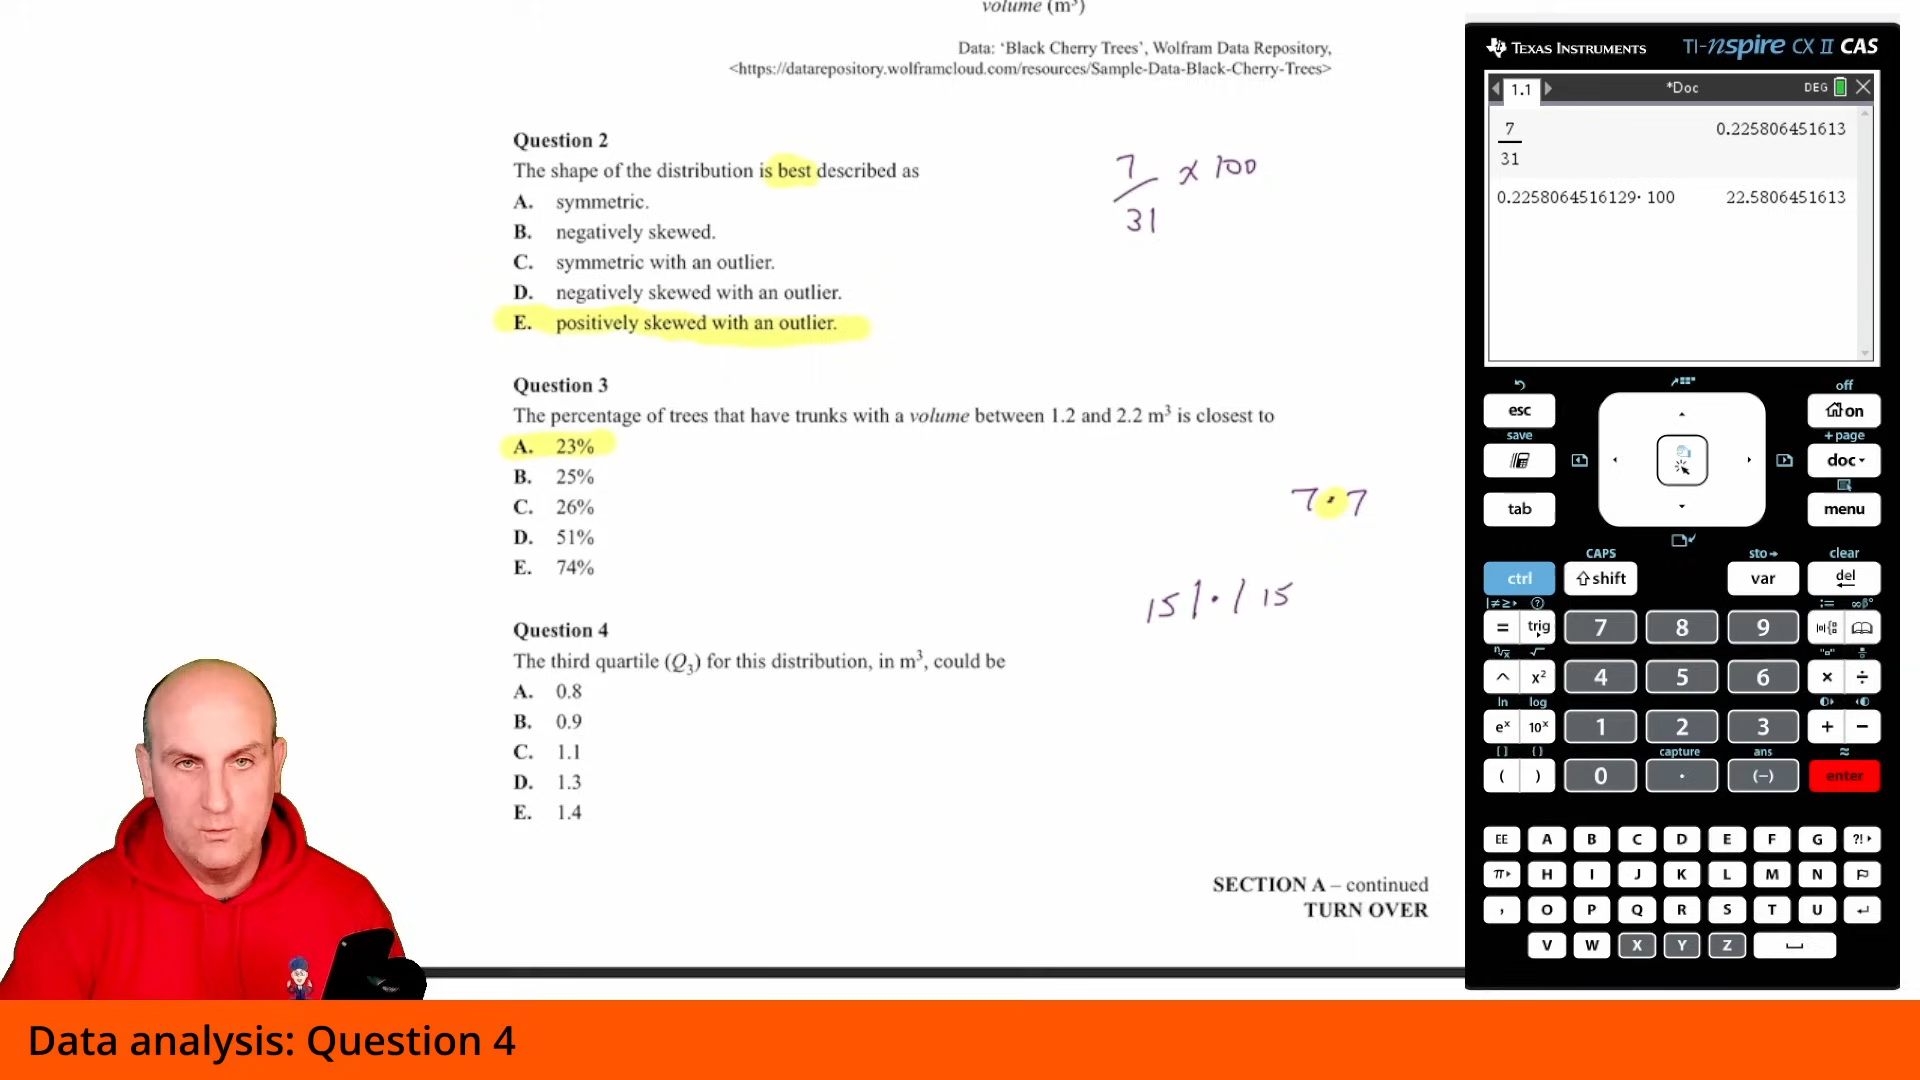 volume (m³)
Data: ‘Black Cherry Trees’, Wolfram Data Repository,
<https://datarepository.wolframcloud.com/resources/Sample-Data-Black-Cherry-Trees>
Question 2
The shape of the distribution is best described as
A. symmetric.
B. negatively skewed.
C. symmetric with an outlier.
D. negatively skewed with an outlier.
E. positively skewed with an outlier.
7/31 x 100
Question 3
The percentage of trees that have trunks with a volume between 1.2 and 2.2 m³ is closest to
A. 23%
B. 25%
C. 26%
D. 51%
E. 74%
7 • 7
15 / • / 15
Question 4
The third quartile (Q₃) for this distribution, in m³, could be
A. 0.8
B. 0.9
C. 1.1
D. 1.3
E. 1.4
SECTION A – continued
TURN OVER
TEXAS INSTRUMENTS TI-nspire CX II CAS
1.1 *Doc DEG
7/31 0.225806451613
0.2258064516129· 100 22.5806451613
off
esc on
save + page
doc
tab menu
CAPS sto→ clear
ctrl shift var del
= trig 7 8 9
^ x² 4 5 6 × ÷
ln log
eˣ 10ˣ 1 2 3 + −
[ ] { } capture ans ≈
( ) 0 . (−) enter
EE A B C D E F G ?!
π H I J K L M N
, O P Q R S T U
V W X Y Z
Data analysis: Question 4